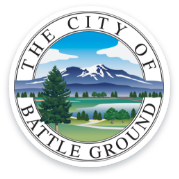 THE CITY OF
BATTLE GROUND